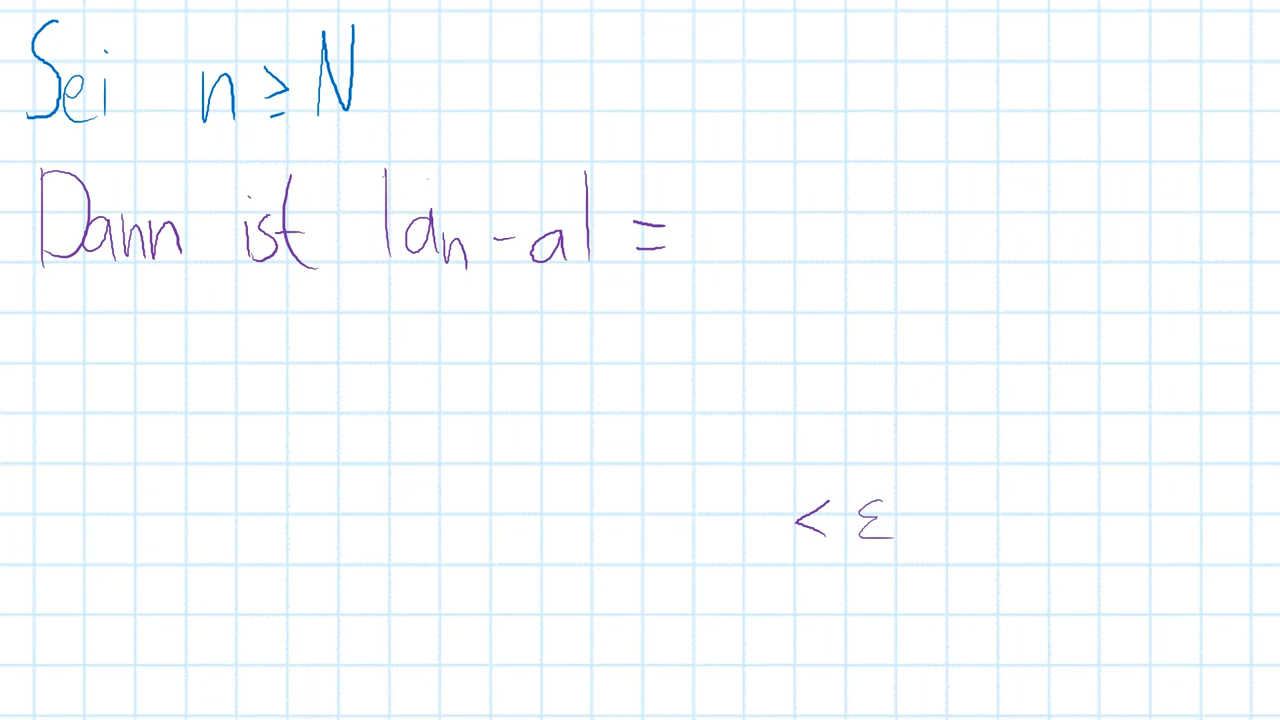 Sei n ≥ N
Dann ist |an - a| =
< ε